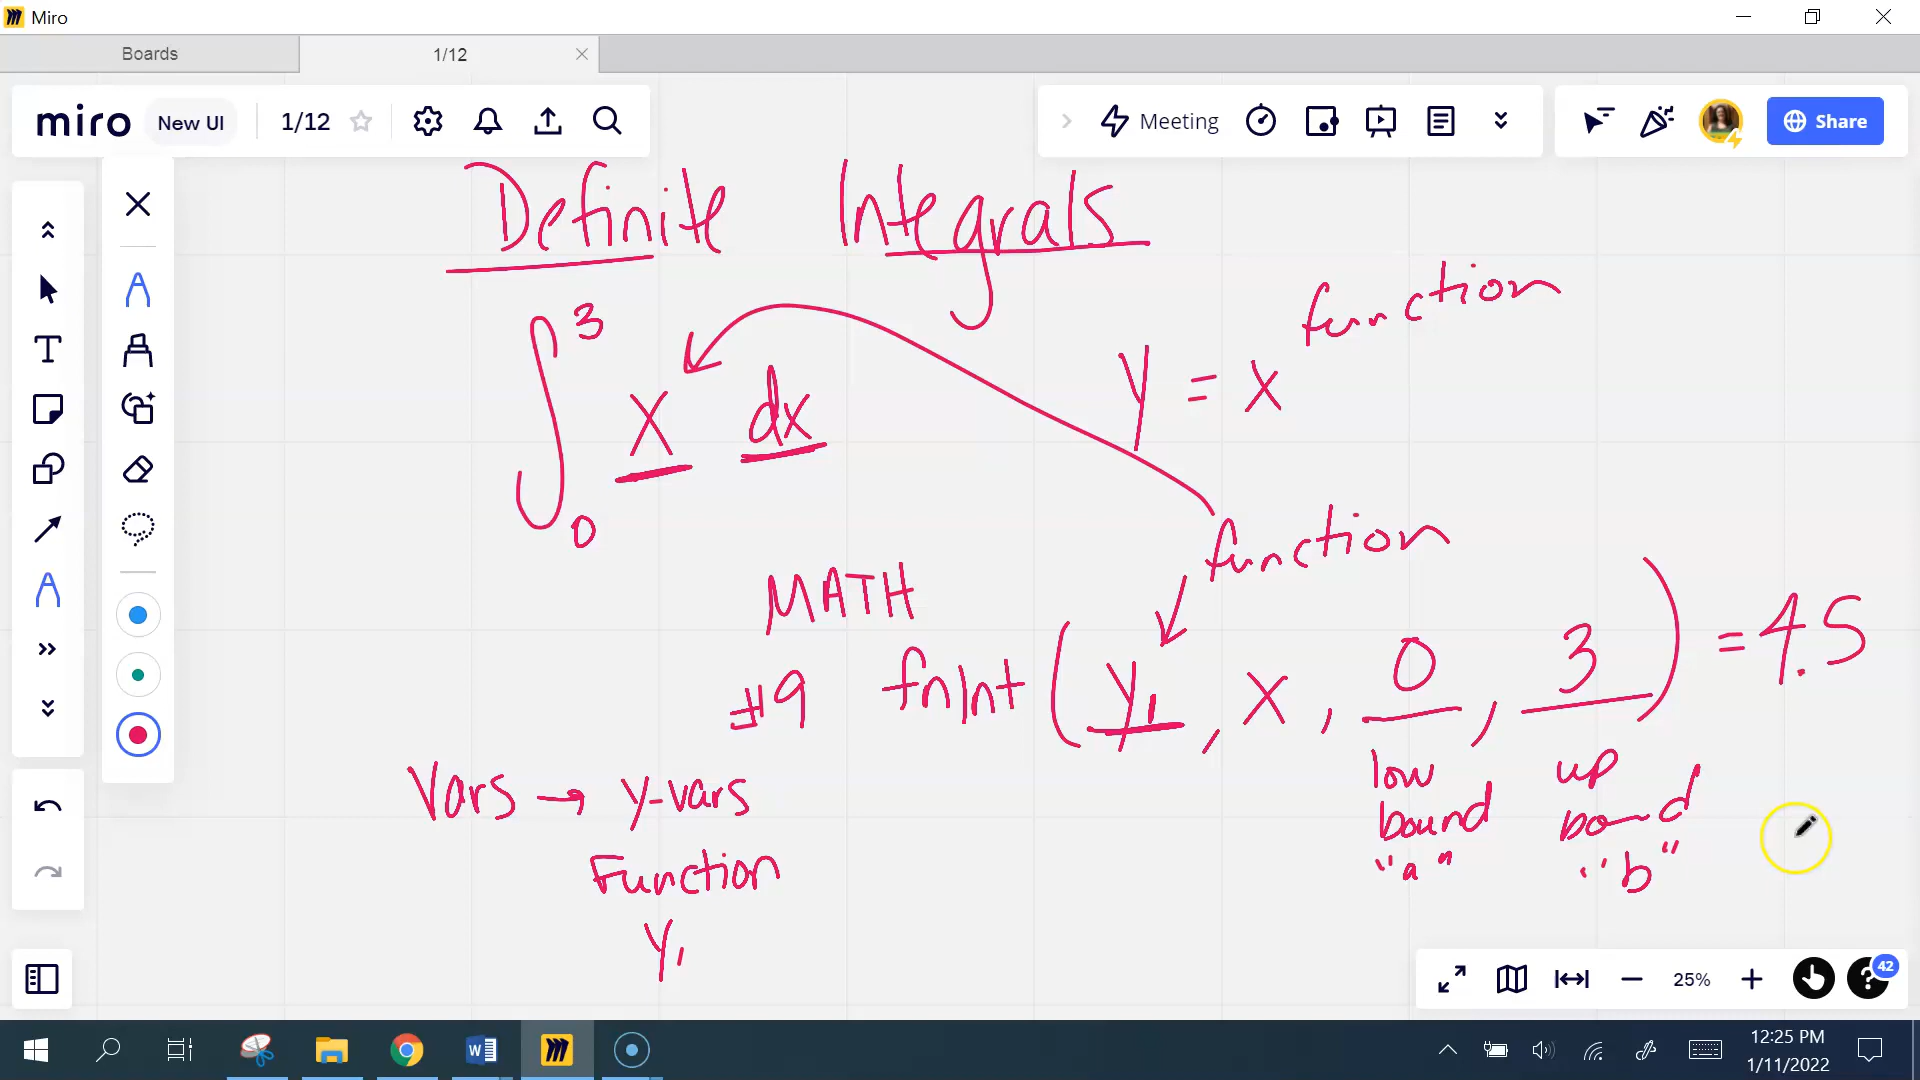 Miro
Boards
1/12
miro
New UI
1/12
Meeting
Share
Definite Integrals
∫ 3 0 x dx
y = x function
function
MATH
#9 fnInt ( y₁ , x , 0 , 3 ) = 4.5
low bound "a"
up bound "b"
Vars → y-vars
Function
y₁
25%
42
12:25 PM
1/11/2022